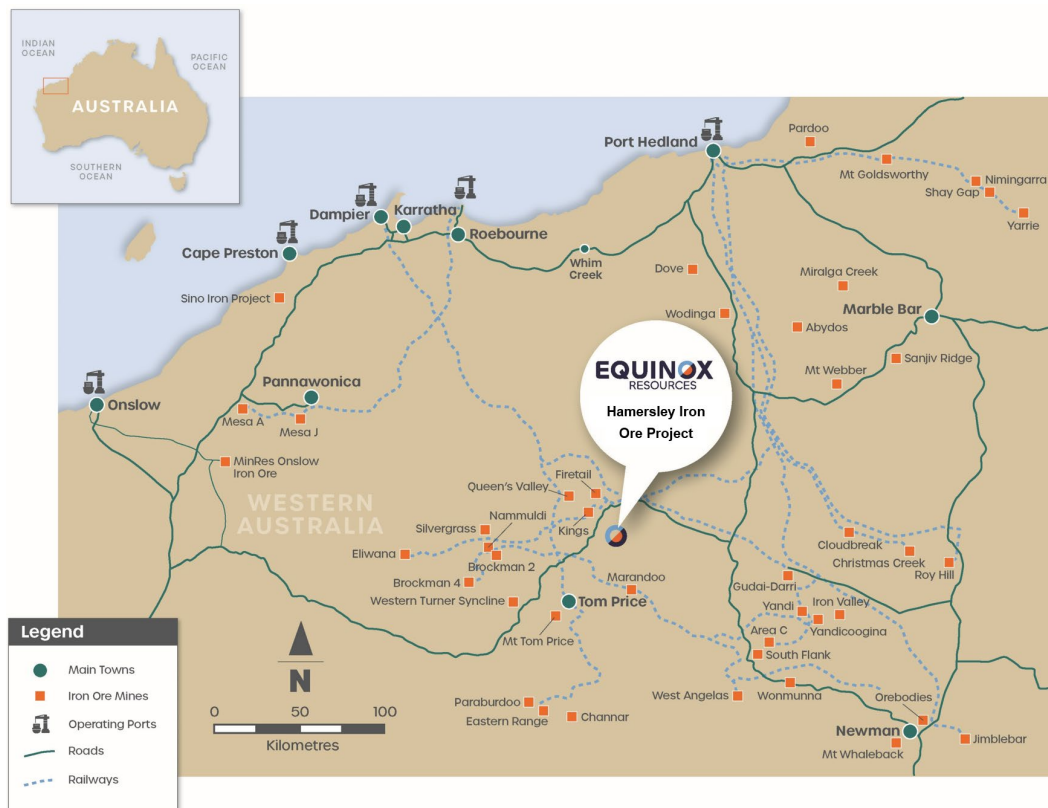 INDIAN
OCEAN
PACIFIC
OCEAN
AUSTRALIA
SOUTHERN
OCEAN
Port Hedland
Pardoo
Mt Goldsworthy
Nimingarra
Shay Gap
Yarrie
Dampier
Karratha
Roebourne
Cape Preston
Whim
Creek
Dove
Miralga Creek
Sino Iron Project
Wodinga
Marble Bar
Abydos
EQUINOX
RESOURCES
Hamersley Iron
Ore Project
Sanjiv Ridge
Mt Webber
Pannawonica
Onslow
Mesa A
Mesa J
MinRes Onslow
Iron Ore
WESTERN
AUSTRALIA
Firetail
Queen's Valley
Nammuldi
Silvergrass
Kings
Eliwana
Brockman 2
Cloudbreak
Christmas Creek
Roy Hill
Brockman 4
Marandoo
Gudai-Darri
Western Turner Syncline
Tom Price
Yandi
Iron Valley
Mt Tom Price
Area C
Yandicoogina
South Flank
Legend
Main Towns
Iron Ore Mines
Operating Ports
Roads
Railways
N
0 50 100
Kilometres
Paraburdoo
Eastern Range
Channar
West Angelas
Wonmunna
Orebodies
Newman
Mt Whaleback
Jimblebar